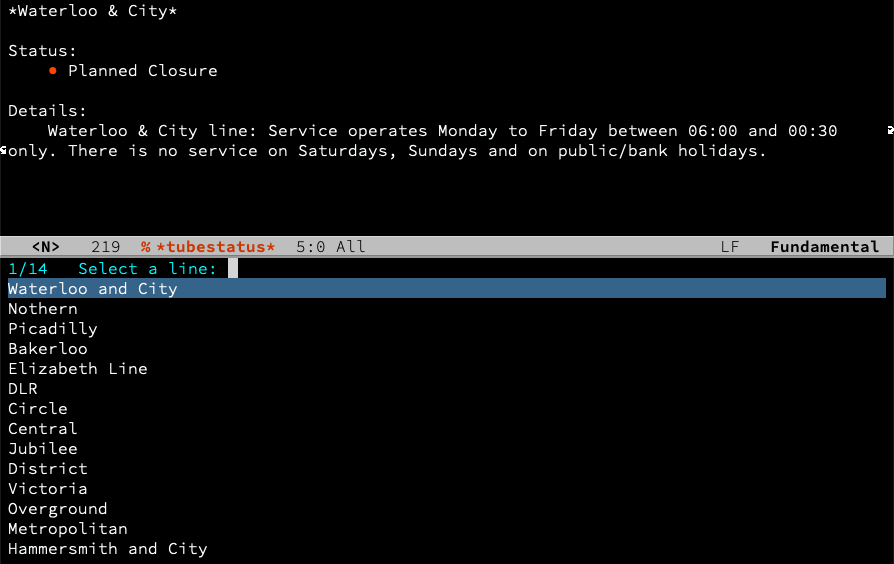 *Waterloo & City*
Status:
● Planned Closure
Details:
Waterloo & City line: Service operates Monday to Friday between 06:00 and 00:30
only. There is no service on Saturdays, Sundays and on public/bank holidays.
<N> 219 % *tubestatus* 5:0 All LF Fundamental
1/14 Select a line:
Waterloo and City
Nothern
Picadilly
Bakerloo
Elizabeth Line
DLR
Circle
Central
Jubilee
District
Victoria
Overground
Metropolitan
Hammersmith and City